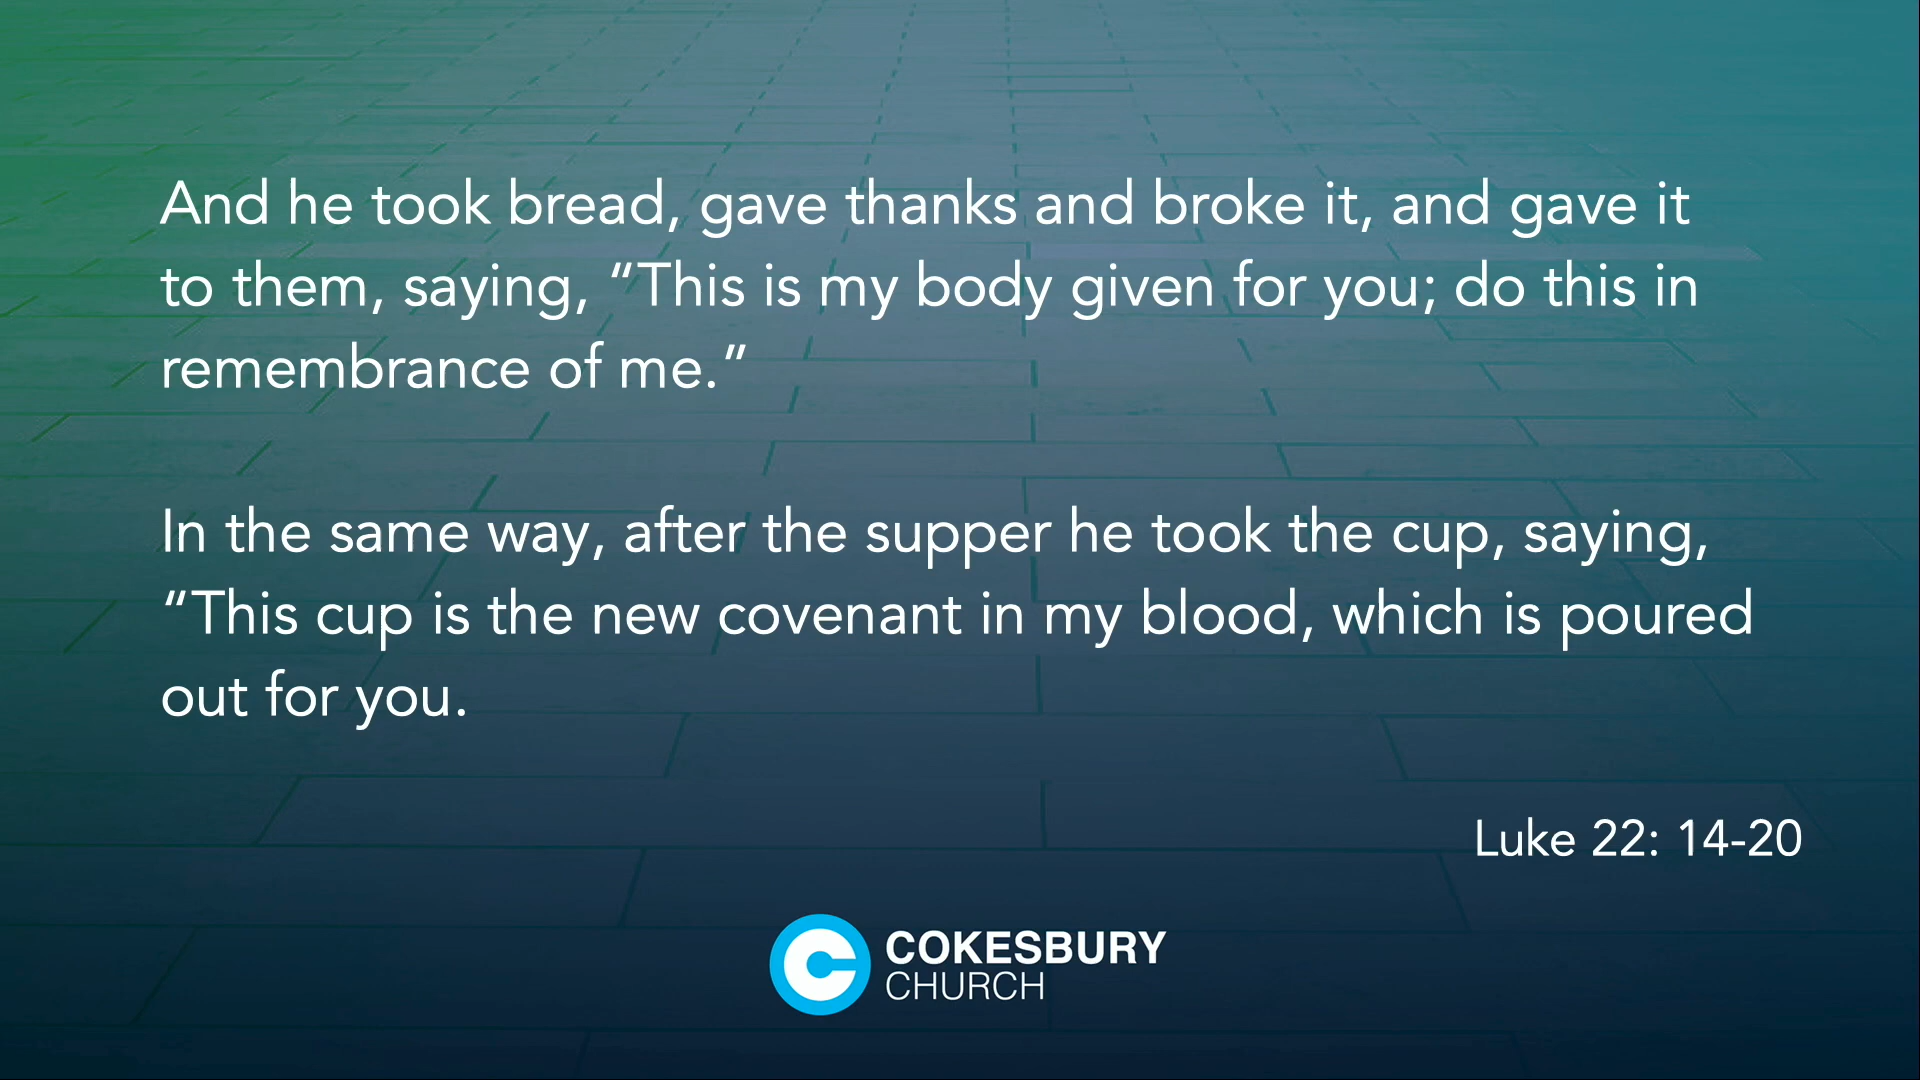 And he took bread, gave thanks and broke it, and gave it
to them, saying, “This is my body given for you; do this in
remembrance of me.”
In the same way, after the supper he took the cup, saying,
“This cup is the new covenant in my blood, which is poured
out for you.
Luke 22: 14-20
COKESBURY
CHURCH